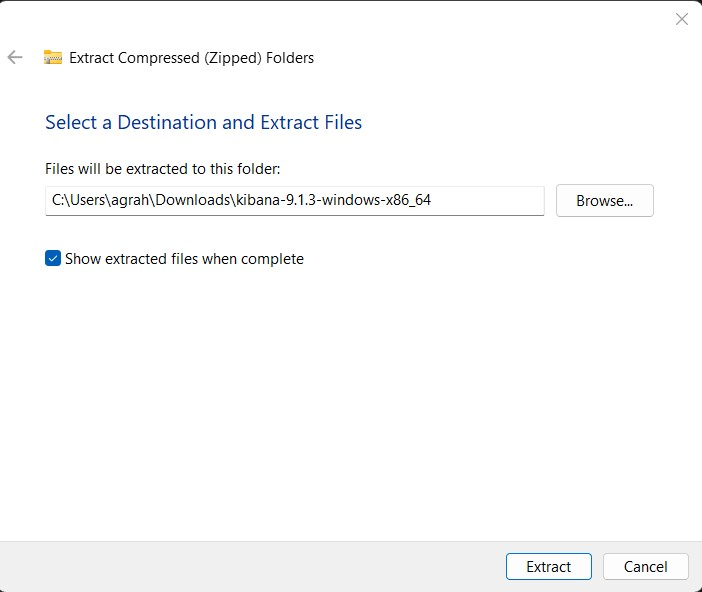 Extract Compressed (Zipped) Folders
Select a Destination and Extract Files
Files will be extracted to this folder:
C:\Users\agrah\Downloads\kibana-9.1.3-windows-x86_64
Browse...
Show extracted files when complete
Extract
Cancel